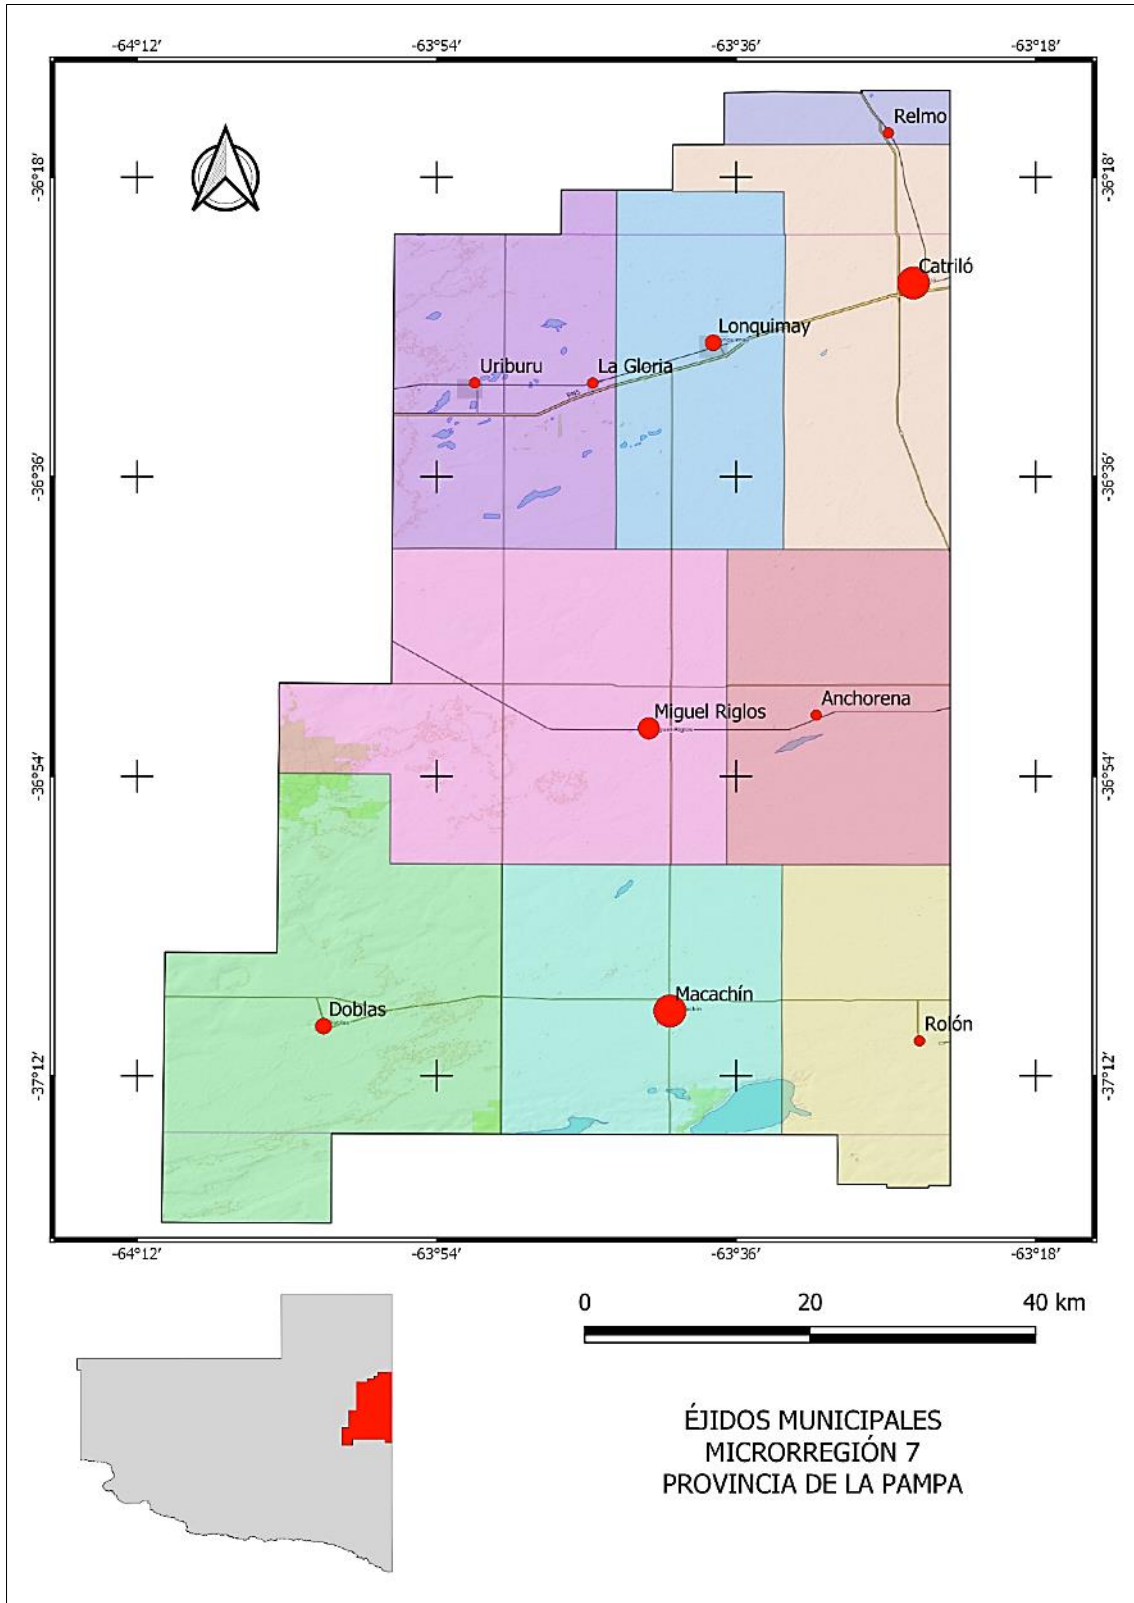 -64°12' -63°54' -63°36' -63°18'
Relmo
-36°18' -36°18'
Catriló
Lonquimay
Uriburu La Gloria
-36°36' -36°36'
Anchorena
Miguel Riglos
-36°54' -36°54'
Macachín
Doblas
Rolón
-37°12' -37°12'
-64°12' -63°54' -63°36' -63°18'
0 20 40 km
ÉJIDOS MUNICIPALES
MICRORREGIÓN 7
PROVINCIA DE LA PAMPA